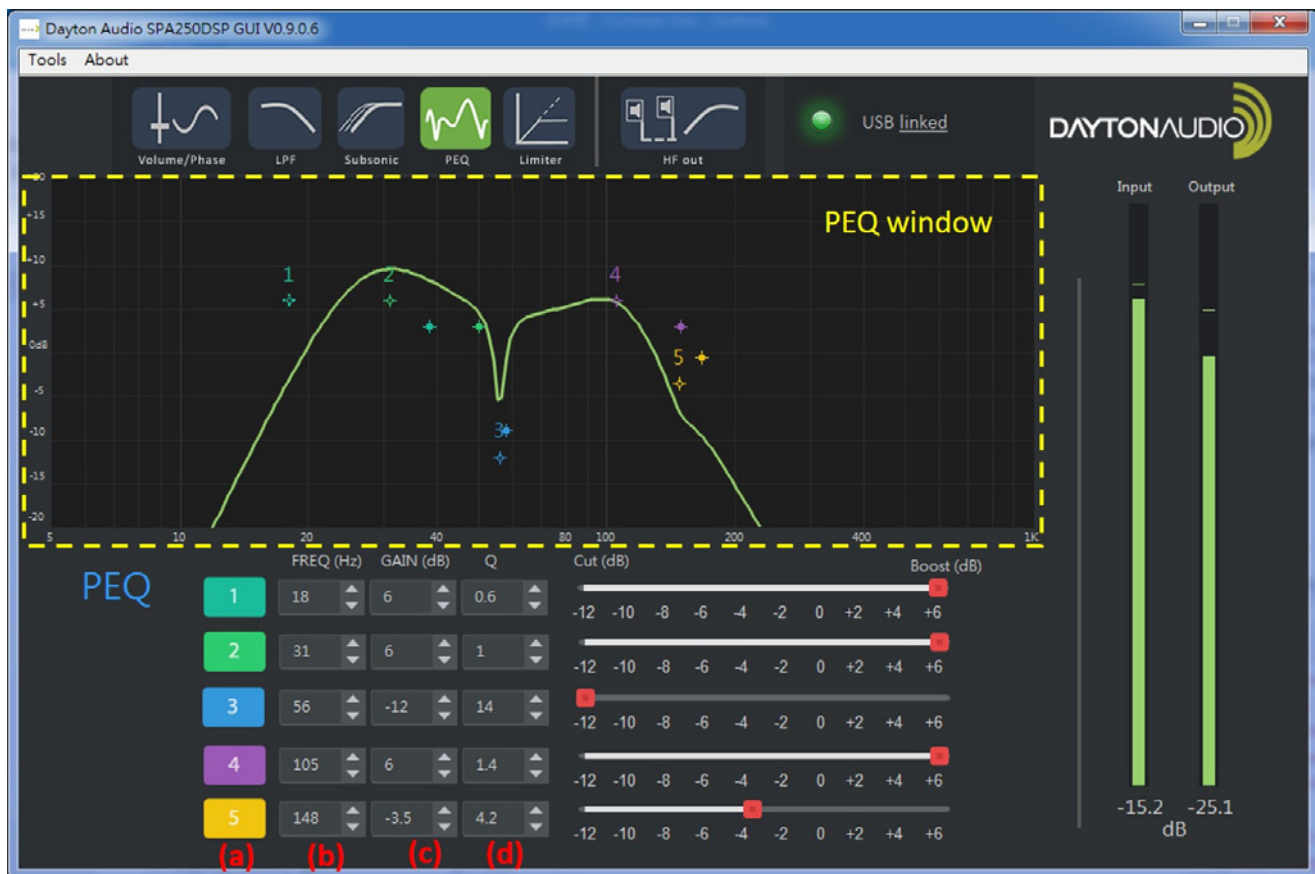 Dayton Audio SPA250DSP GUI V0.9.0.6
Tools About
Volume/Phase LPF Subsonic PEQ Limiter HF out
USB linked
DAYTONAUDIO
Input Output
PEQ window
+15
+10
+5
0dB
-5
-10
-15
-20
1 2 3 4 5
5 10 20 40 80 100 200 400 1K
FREQ (Hz) GAIN (dB) Q Cut (dB) Boost (dB)
PEQ
1 18 6 0.6
-12 -10 -8 -6 -4 -2 0 +2 +4 +6
2 31 6 1
-12 -10 -8 -6 -4 -2 0 +2 +4 +6
3 56 -12 14
-12 -10 -8 -6 -4 -2 0 +2 +4 +6
4 105 6 1.4
-12 -10 -8 -6 -4 -2 0 +2 +4 +6
5 148 -3.5 4.2
-12 -10 -8 -6 -4 -2 0 +2 +4 +6
(a) (b) (c) (d)
-15.2 -25.1
dB